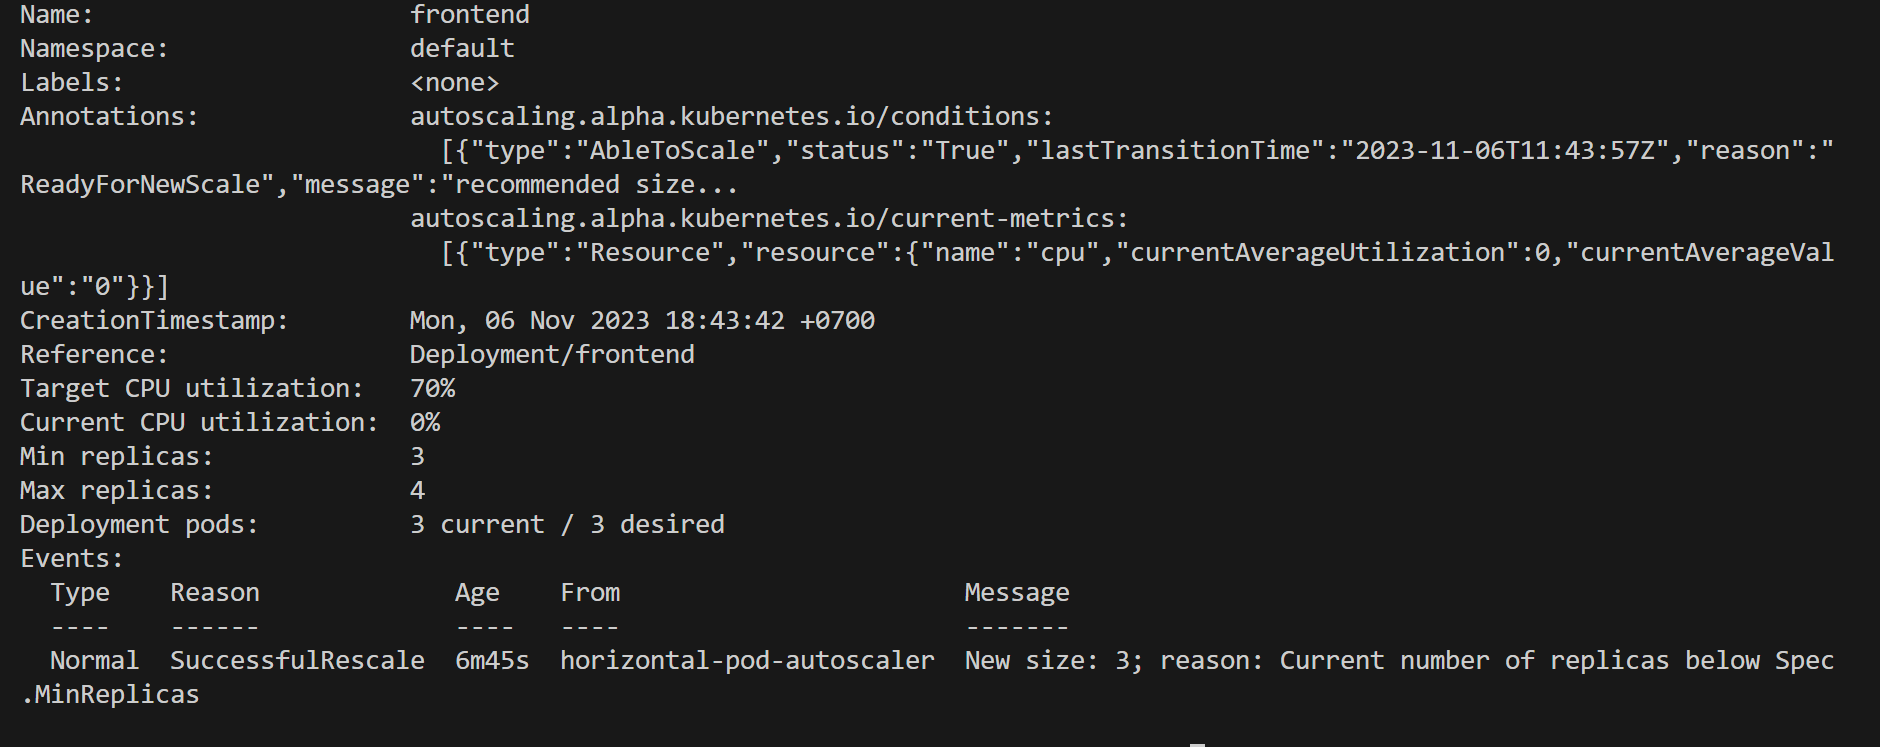 Name:                     frontend
Namespace:                default
Labels:                   <none>
Annotations:              autoscaling.alpha.kubernetes.io/conditions:
                            [{"type":"AbleToScale","status":"True","lastTransitionTime":"2023-11-06T11:43:57Z","reason":"
ReadyForNewScale","message":"recommended size...
                          autoscaling.alpha.kubernetes.io/current-metrics:
                            [{"type":"Resource","resource":{"name":"cpu","currentAverageUtilization":0,"currentAverageVal
ue":"0"}}]
CreationTimestamp:        Mon, 06 Nov 2023 18:43:42 +0700
Reference:                Deployment/frontend
Target CPU utilization:   70%
Current CPU utilization:  0%
Min replicas:             3
Max replicas:             4
Deployment pods:          3 current / 3 desired
Events:
  Type    Reason             Age    From                       Message
  ----    ------             ----   ----                       -------
  Normal  SuccessfulRescale  6m45s  horizontal-pod-autoscaler  New size: 3; reason: Current number of replicas below Spec
.MinReplicas